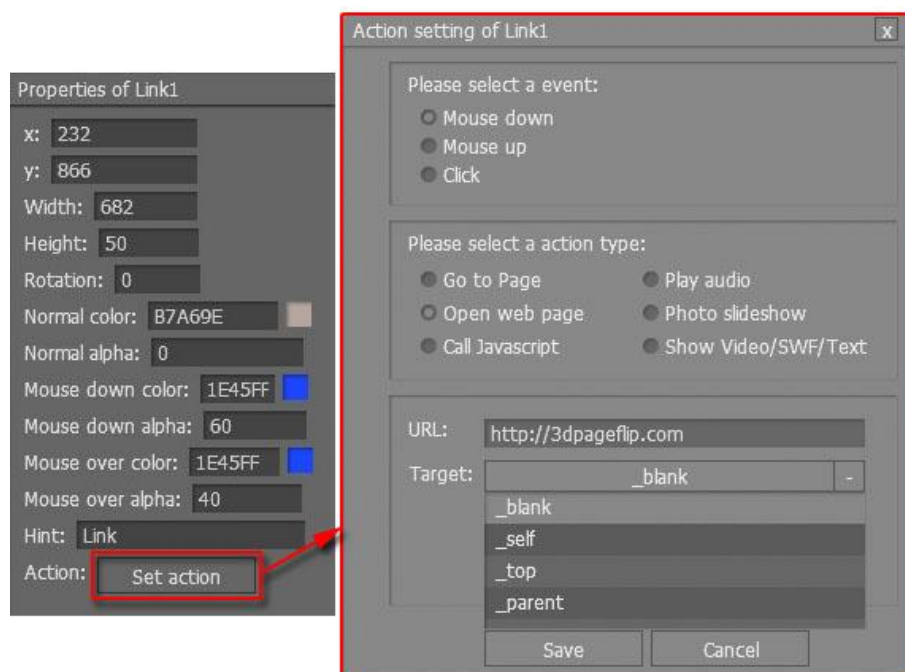 Properties of Link1
x: 232
y: 866
Width: 682
Height: 50
Rotation: 0
Normal color: B7A69E
Normal alpha: 0
Mouse down color: 1E45FF
Mouse down alpha: 60
Mouse over color: 1E45FF
Mouse over alpha: 40
Hint: Link
Action: Set action
Action setting of Link1 x
Please select a event:
Mouse down
Mouse up
Click
Please select a action type:
Go to Page Play audio
Open web page Photo slideshow
Call Javascript Show Video/SWF/Text
URL: http://3dpageflip.com
Target: _blank -
_blank
_self
_top
_parent
Save Cancel